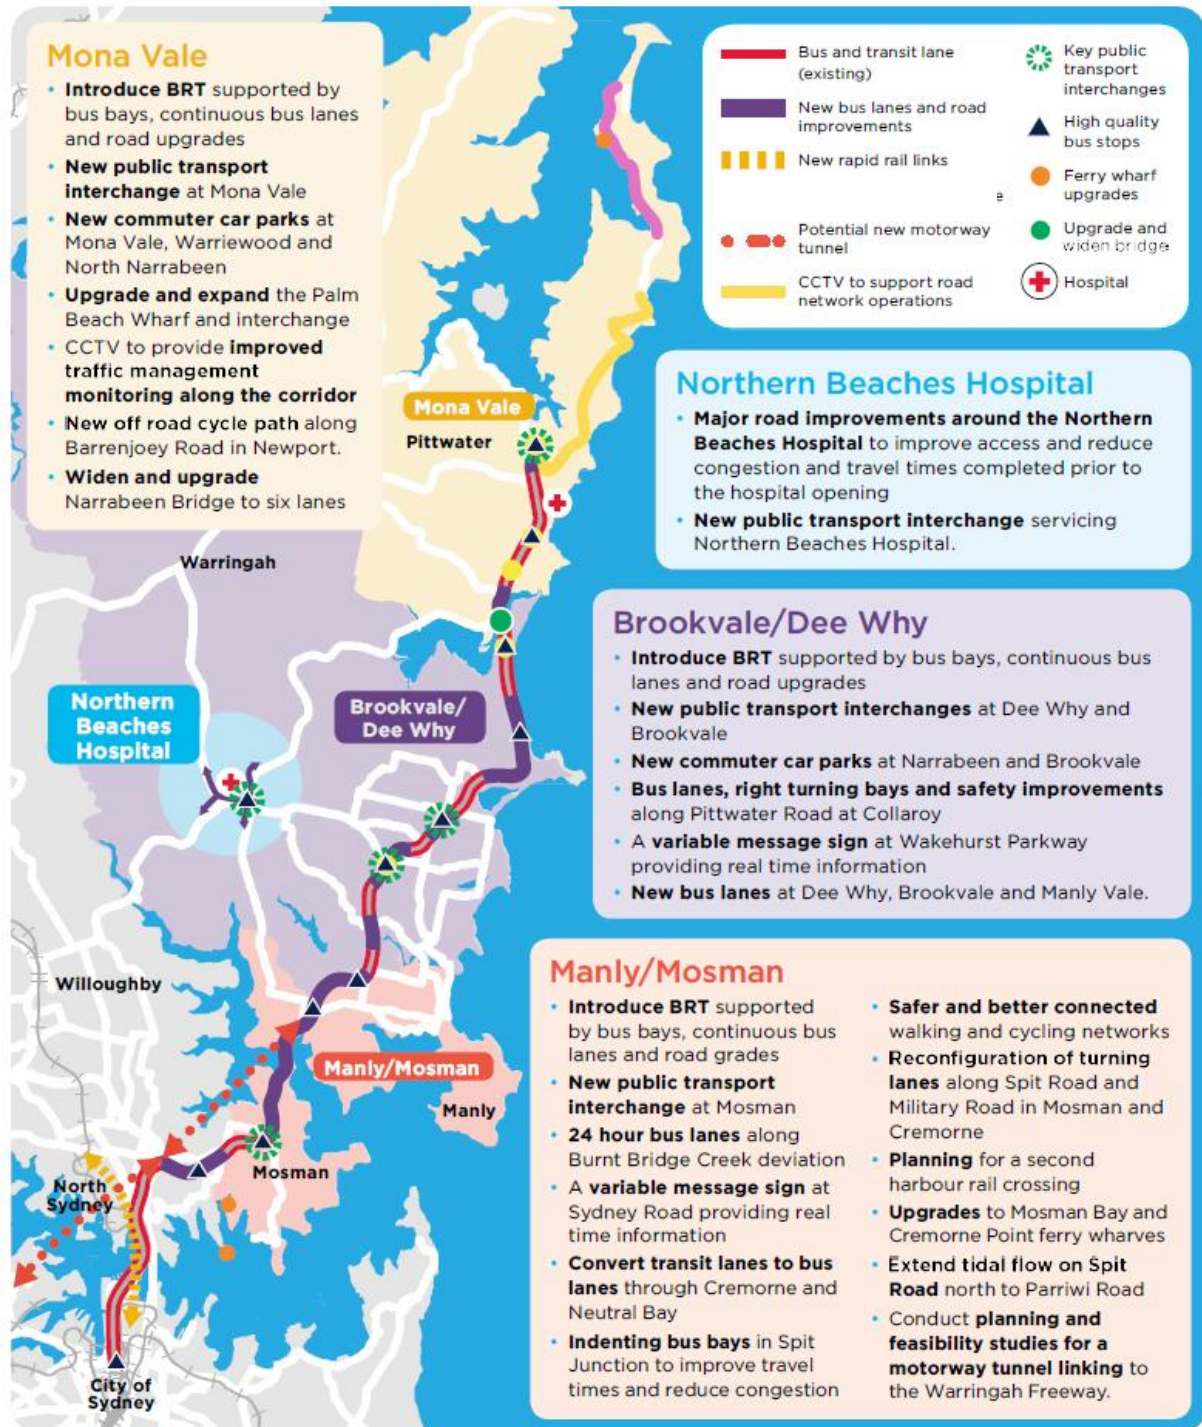 Mona Vale
• Introduce BRT supported by
bus bays, continuous bus lanes
and road upgrades
• New public transport
interchange at Mona Vale
• New commuter car parks at
Mona Vale, Warriewood and
North Narrabeen
• Upgrade and expand the Palm
Beach Wharf and interchange
• CCTV to provide improved
traffic management
monitoring along the corridor
• New off road cycle path along
Barrenjoey Road in Newport.
• Widen and upgrade
Narrabeen Bridge to six lanes
Bus and transit lane
(existing)
New bus lanes and road
improvements
New rapid rail links
e
Potential new motorway
tunnel
CCTV to support road
network operations
Key public
transport
interchanges
High quality
bus stops
Ferry wharf
upgrades
Upgrade and
widen bridge
Hospital
Mona Vale
Pittwater
Warringah
Northern
Beaches
Hospital
Brookvale/
Dee Why
Willoughby
Manly/Mosman
Manly
Mosman
North
Sydney
City of
Sydney
Northern Beaches Hospital
• Major road improvements around the Northern
Beaches Hospital to improve access and reduce
congestion and travel times completed prior to
the hospital opening
• New public transport interchange servicing
Northern Beaches Hospital.
Brookvale/Dee Why
• Introduce BRT supported by bus bays, continuous bus
lanes and road upgrades
• New public transport interchanges at Dee Why and
Brookvale
• New commuter car parks at Narrabeen and Brookvale
• Bus lanes, right turning bays and safety improvements
along Pittwater Road at Collaroy
• A variable message sign at Wakehurst Parkway
providing real time information
• New bus lanes at Dee Why, Brookvale and Manly Vale.
Manly/Mosman
• Introduce BRT supported
by bus bays, continuous bus
lanes and road grades
• New public transport
interchange at Mosman
• 24 hour bus lanes along
Burnt Bridge Creek deviation
• A variable message sign at
Sydney Road providing real
time information
• Convert transit lanes to bus
lanes through Cremorne and
Neutral Bay
• Indenting bus bays in Spit
Junction to improve travel
times and reduce congestion
• Safer and better connected
walking and cycling networks
• Reconfiguration of turning
lanes along Spit Road and
Military Road in Mosman and
Cremorne
• Planning for a second
harbour rail crossing
• Upgrades to Mosman Bay and
Cremorne Point ferry wharves
• Extend tidal flow on Spit
Road north to Parriwi Road
• Conduct planning and
feasibility studies for a
motorway tunnel linking to
the Warringah Freeway.